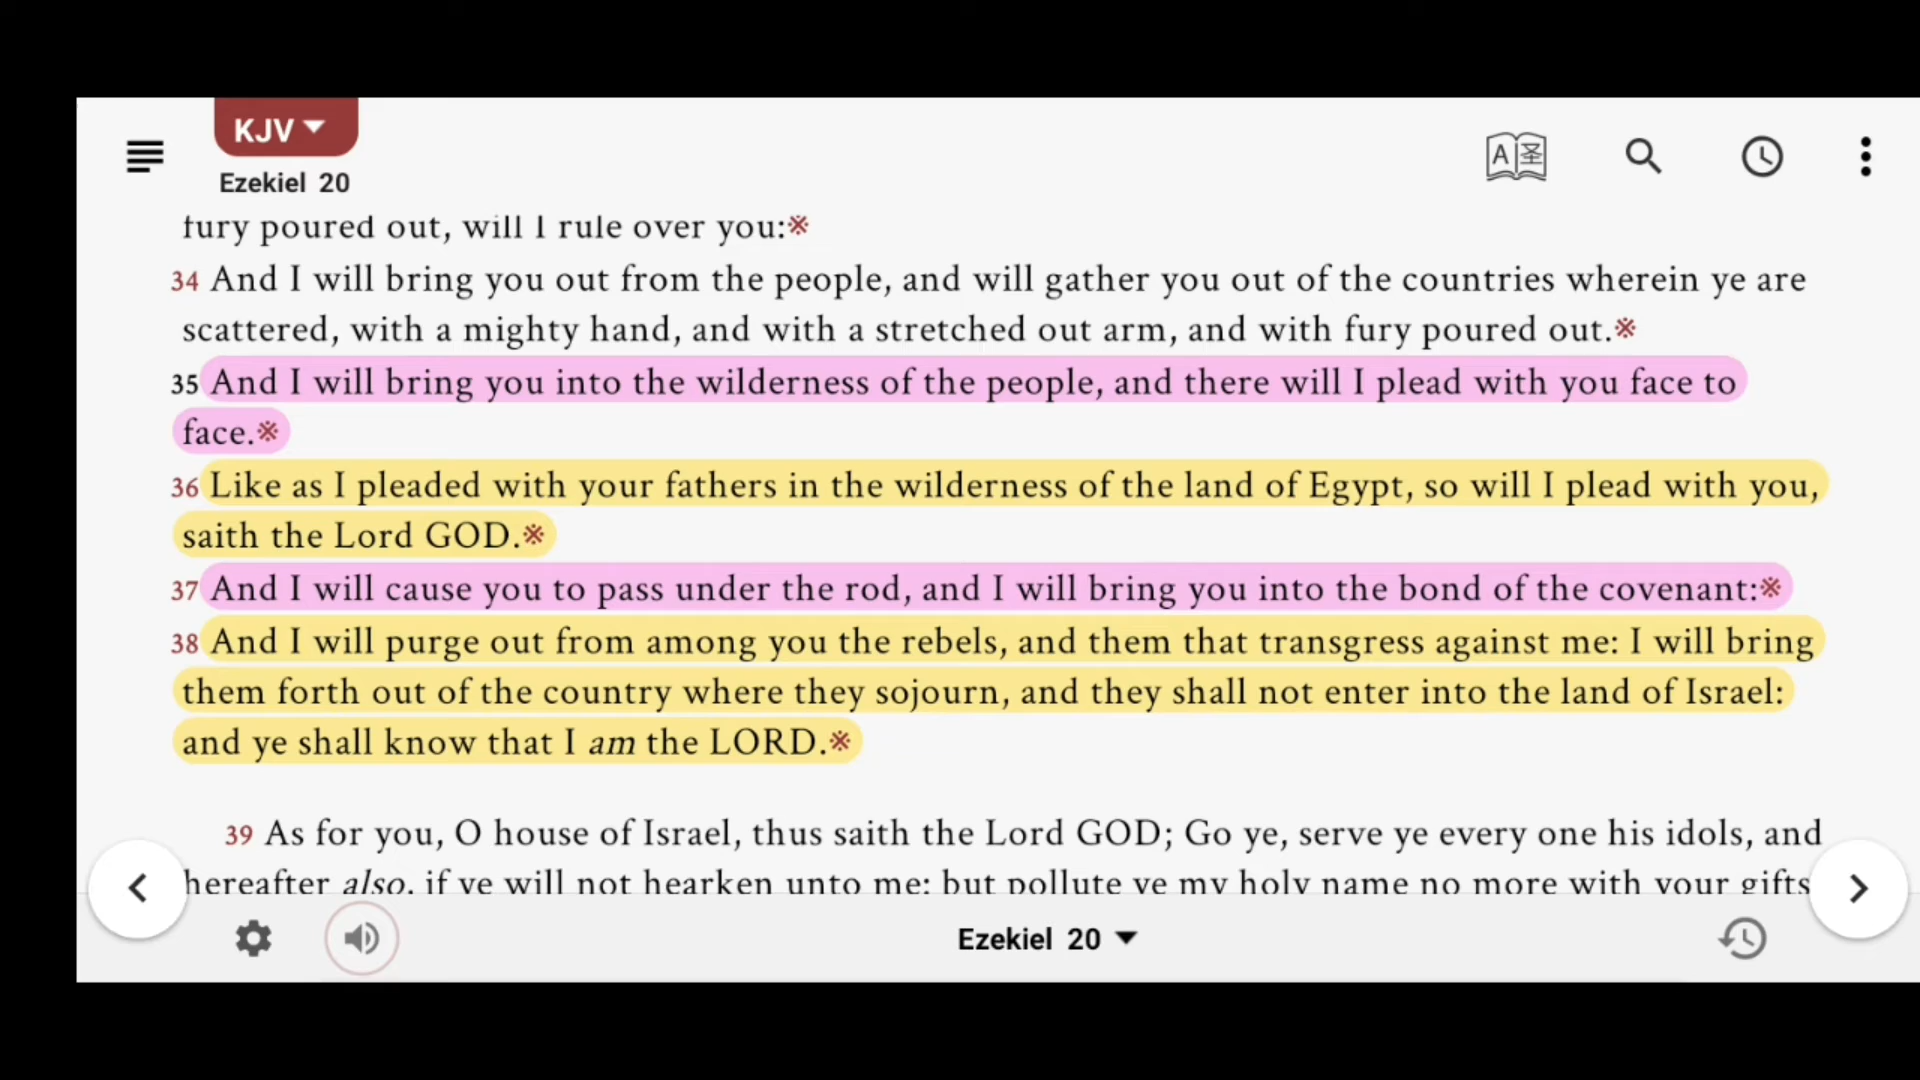 KJV
Ezekiel 20
A 圣
fury poured out, will I rule over you:※
34 And I will bring you out from the people, and will gather you out of the countries wherein ye are
scattered, with a mighty hand, and with a stretched out arm, and with fury poured out.※
35 And I will bring you into the wilderness of the people, and there will I plead with you face to
face.※
36 Like as I pleaded with your fathers in the wilderness of the land of Egypt, so will I plead with you,
saith the Lord GOD.※
37 And I will cause you to pass under the rod, and I will bring you into the bond of the covenant:※
38 And I will purge out from among you the rebels, and them that transgress against me: I will bring
them forth out of the country where they sojourn, and they shall not enter into the land of Israel:
and ye shall know that I am the LORD.※
39 As for you, O house of Israel, thus saith the Lord GOD; Go ye, serve ye every one his idols, and
hereafter also, if ye will not hearken unto me: but pollute ye my holy name no more with your gifts
Ezekiel 20